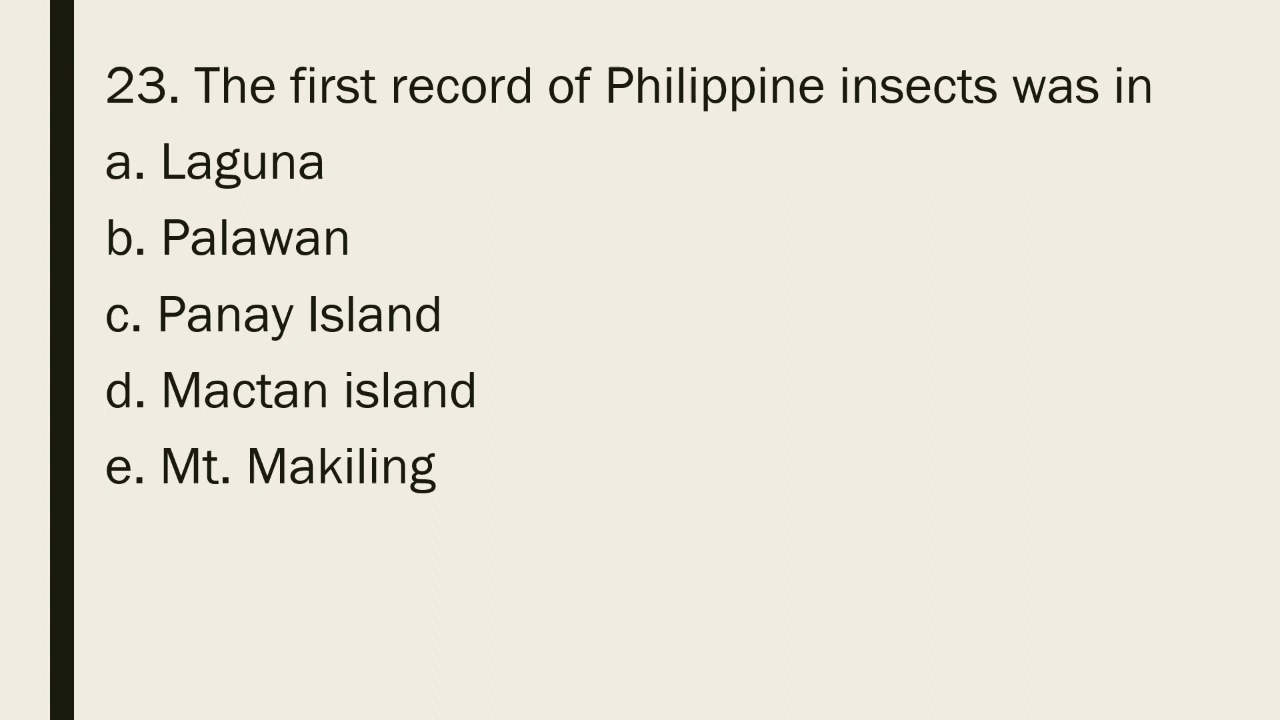 23. The first record of Philippine insects was in
a. Laguna
b. Palawan
c. Panay Island
d. Mactan island
e. Mt. Makiling